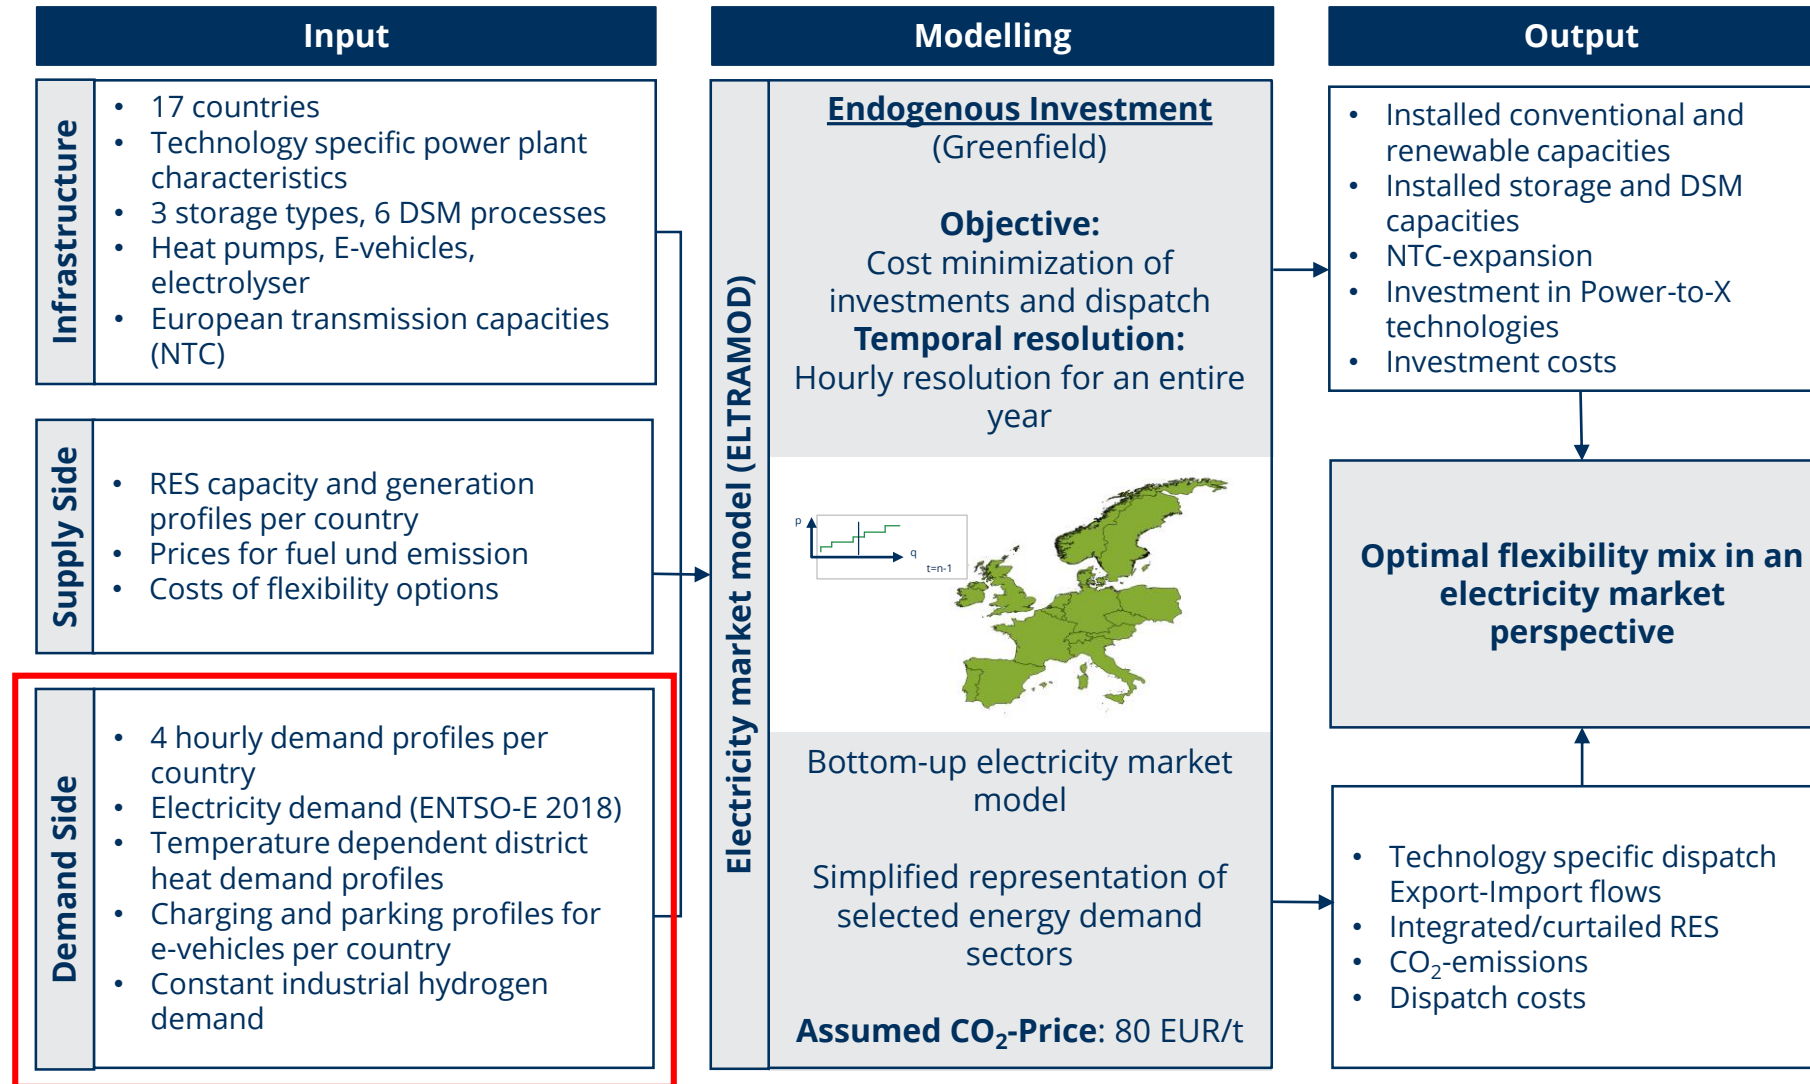 Input
Infrastructure
• 17 countries
• Technology specific power plant
characteristics
• 3 storage types, 6 DSM processes
• Heat pumps, E-vehicles,
electrolyser
• European transmission capacities
(NTC)
Supply Side
• RES capacity and generation
profiles per country
• Prices for fuel und emission
• Costs of flexibility options
Demand Side
• 4 hourly demand profiles per
country
• Electricity demand (ENTSO-E 2018)
• Temperature dependent district
heat demand profiles
• Charging and parking profiles for
e-vehicles per country
• Constant industrial hydrogen
demand
Modelling
Electricity market model (ELTRAMOD)
Endogenous Investment
(Greenfield)
Objective:
Cost minimization of
investments and dispatch
Temporal resolution:
Hourly resolution for an entire
year
p
q
t=n-1
Bottom-up electricity market
model
Simplified representation of
selected energy demand
sectors
Assumed CO₂-Price: 80 EUR/t
Output
• Installed conventional and
renewable capacities
• Installed storage and DSM
capacities
• NTC-expansion
• Investment in Power-to-X
technologies
• Investment costs
Optimal flexibility mix in an
electricity market
perspective
• Technology specific dispatch
Export-Import flows
• Integrated/curtailed RES
• CO₂-emissions
• Dispatch costs